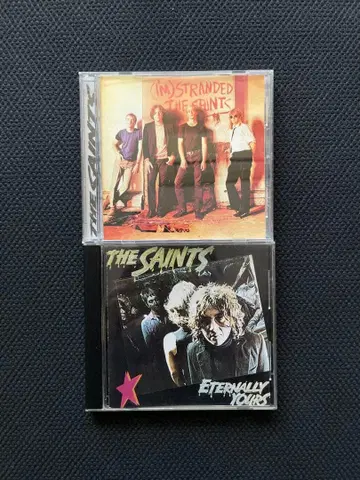 THE SAINTS
(I'M) STRANDED
THE SAINTS
THE SAINTS
ETERNALLY
YOURS